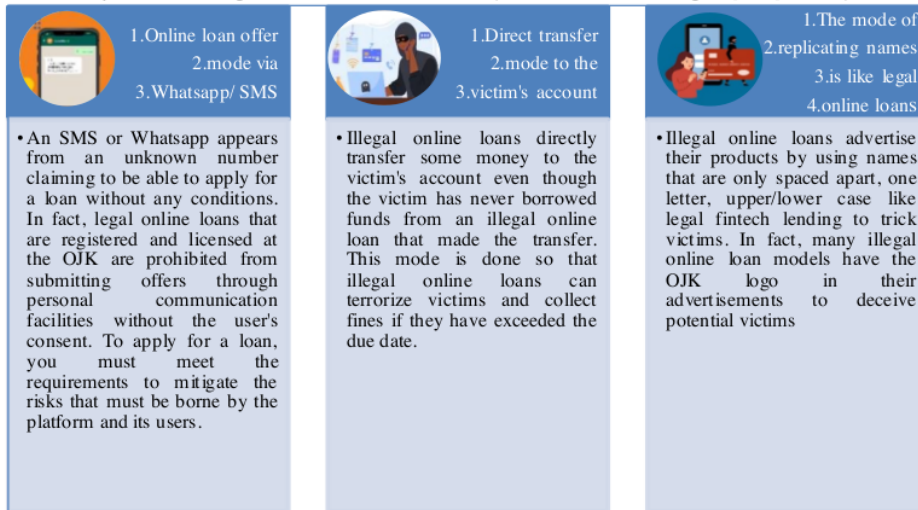 1.Online loan offer
2.mode via
3.Whatsapp/ SMS
• An SMS or Whatsapp appears
from an unknown number
claiming to be able to apply for
a loan without any conditions.
In fact, legal online loans that
are registered and licensed at
the OJK are prohibited from
submitting offers through
personal communication
facilities without the user's
consent. To apply for a loan,
you must meet the
requirements to mitigate the
risks that must be borne by the
platform and its users.
1.Direct transfer
2.mode to the
3.victim's account
• Illegal online loans directly
transfer some money to the
victim's account even though
the victim has never borrowed
funds from an illegal online
loan that made the transfer.
This mode is done so that
illegal online loans can
terrorize victims and collect
fines if they have exceeded the
due date.
1.The mode of
2.replicating names
3.is like legal
4.online loans
• Illegal online loans advertise
their products by using names
that are only spaced apart, one
letter, upper/lower case like
legal fintech lending to trick
victims. In fact, many illegal
online loan models have the
OJK logo in their
advertisements to deceive
potential victims